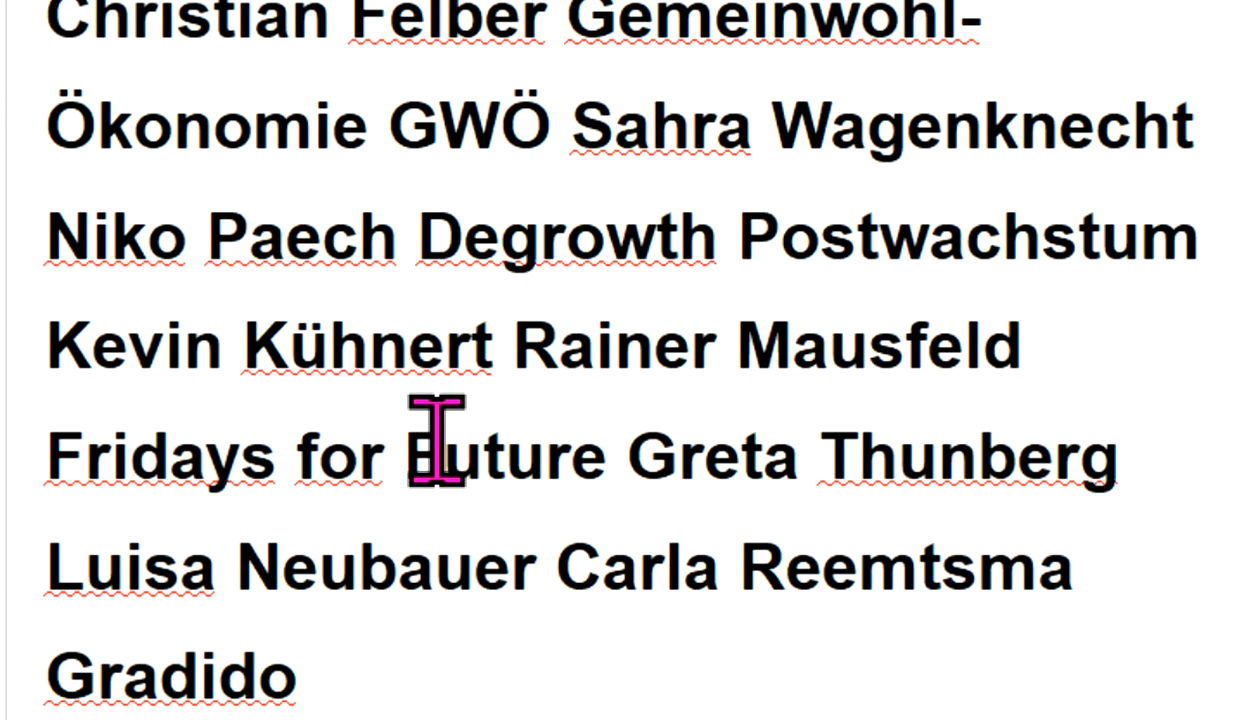 Christian Felber Gemeinwohl-
Ökonomie GWÖ Sahra Wagenknecht
Niko Paech Degrowth Postwachstum
Kevin Kühnert Rainer Mausfeld
Fridays for Future Greta Thunberg
Luisa Neubauer Carla Reemtsma
Gradido